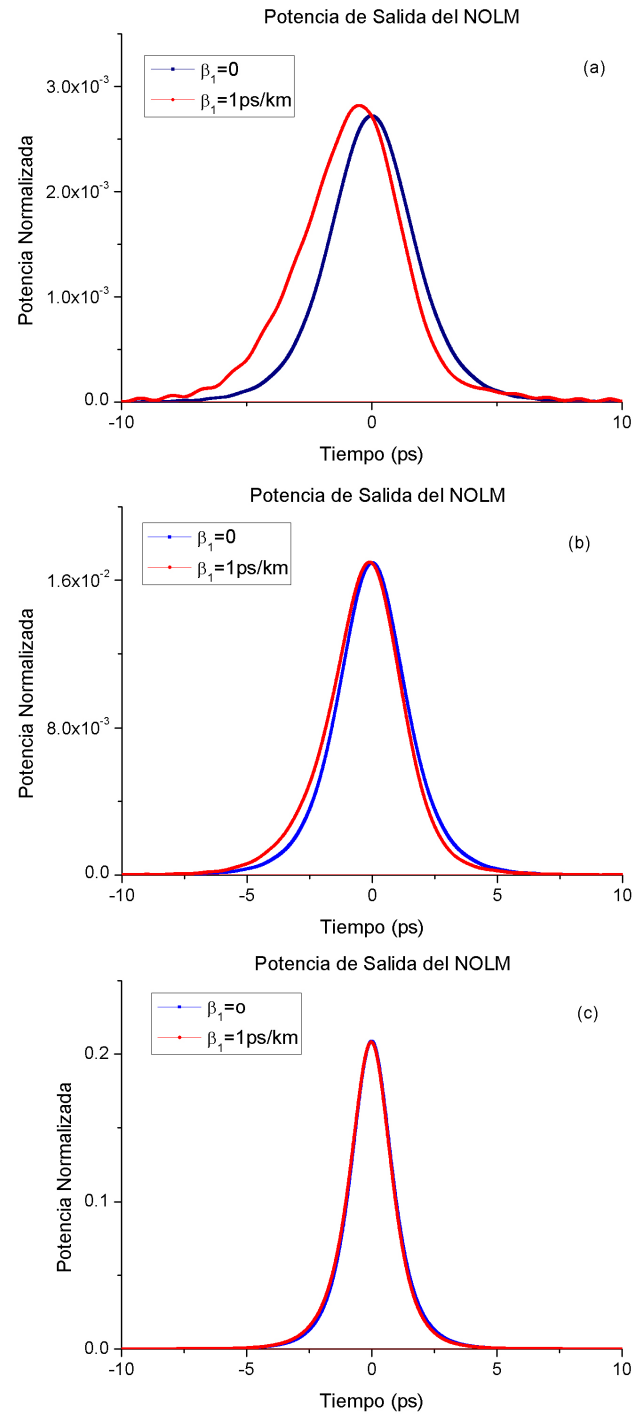 Potencia de Salida del NOLM
(a)
β₁=0
β₁=1ps/km
Potencia Normalizada
3.0x10⁻³
2.0x10⁻³
1.0x10⁻³
0.0
-10
-5
0
5
10
Tiempo (ps)
Potencia de Salida del NOLM
(b)
β₁=0
β₁=1ps/km
Potencia Normalizada
1.6x10⁻²
8.0x10⁻³
0.0
-10
-5
0
5
10
Tiempo (ps)
Potencia de Salida del NOLM
(c)
β₁=o
β₁=1ps/km
Potencia Normalizada
0.2
0.1
0.0
-10
-5
0
5
10
Tiempo (ps)